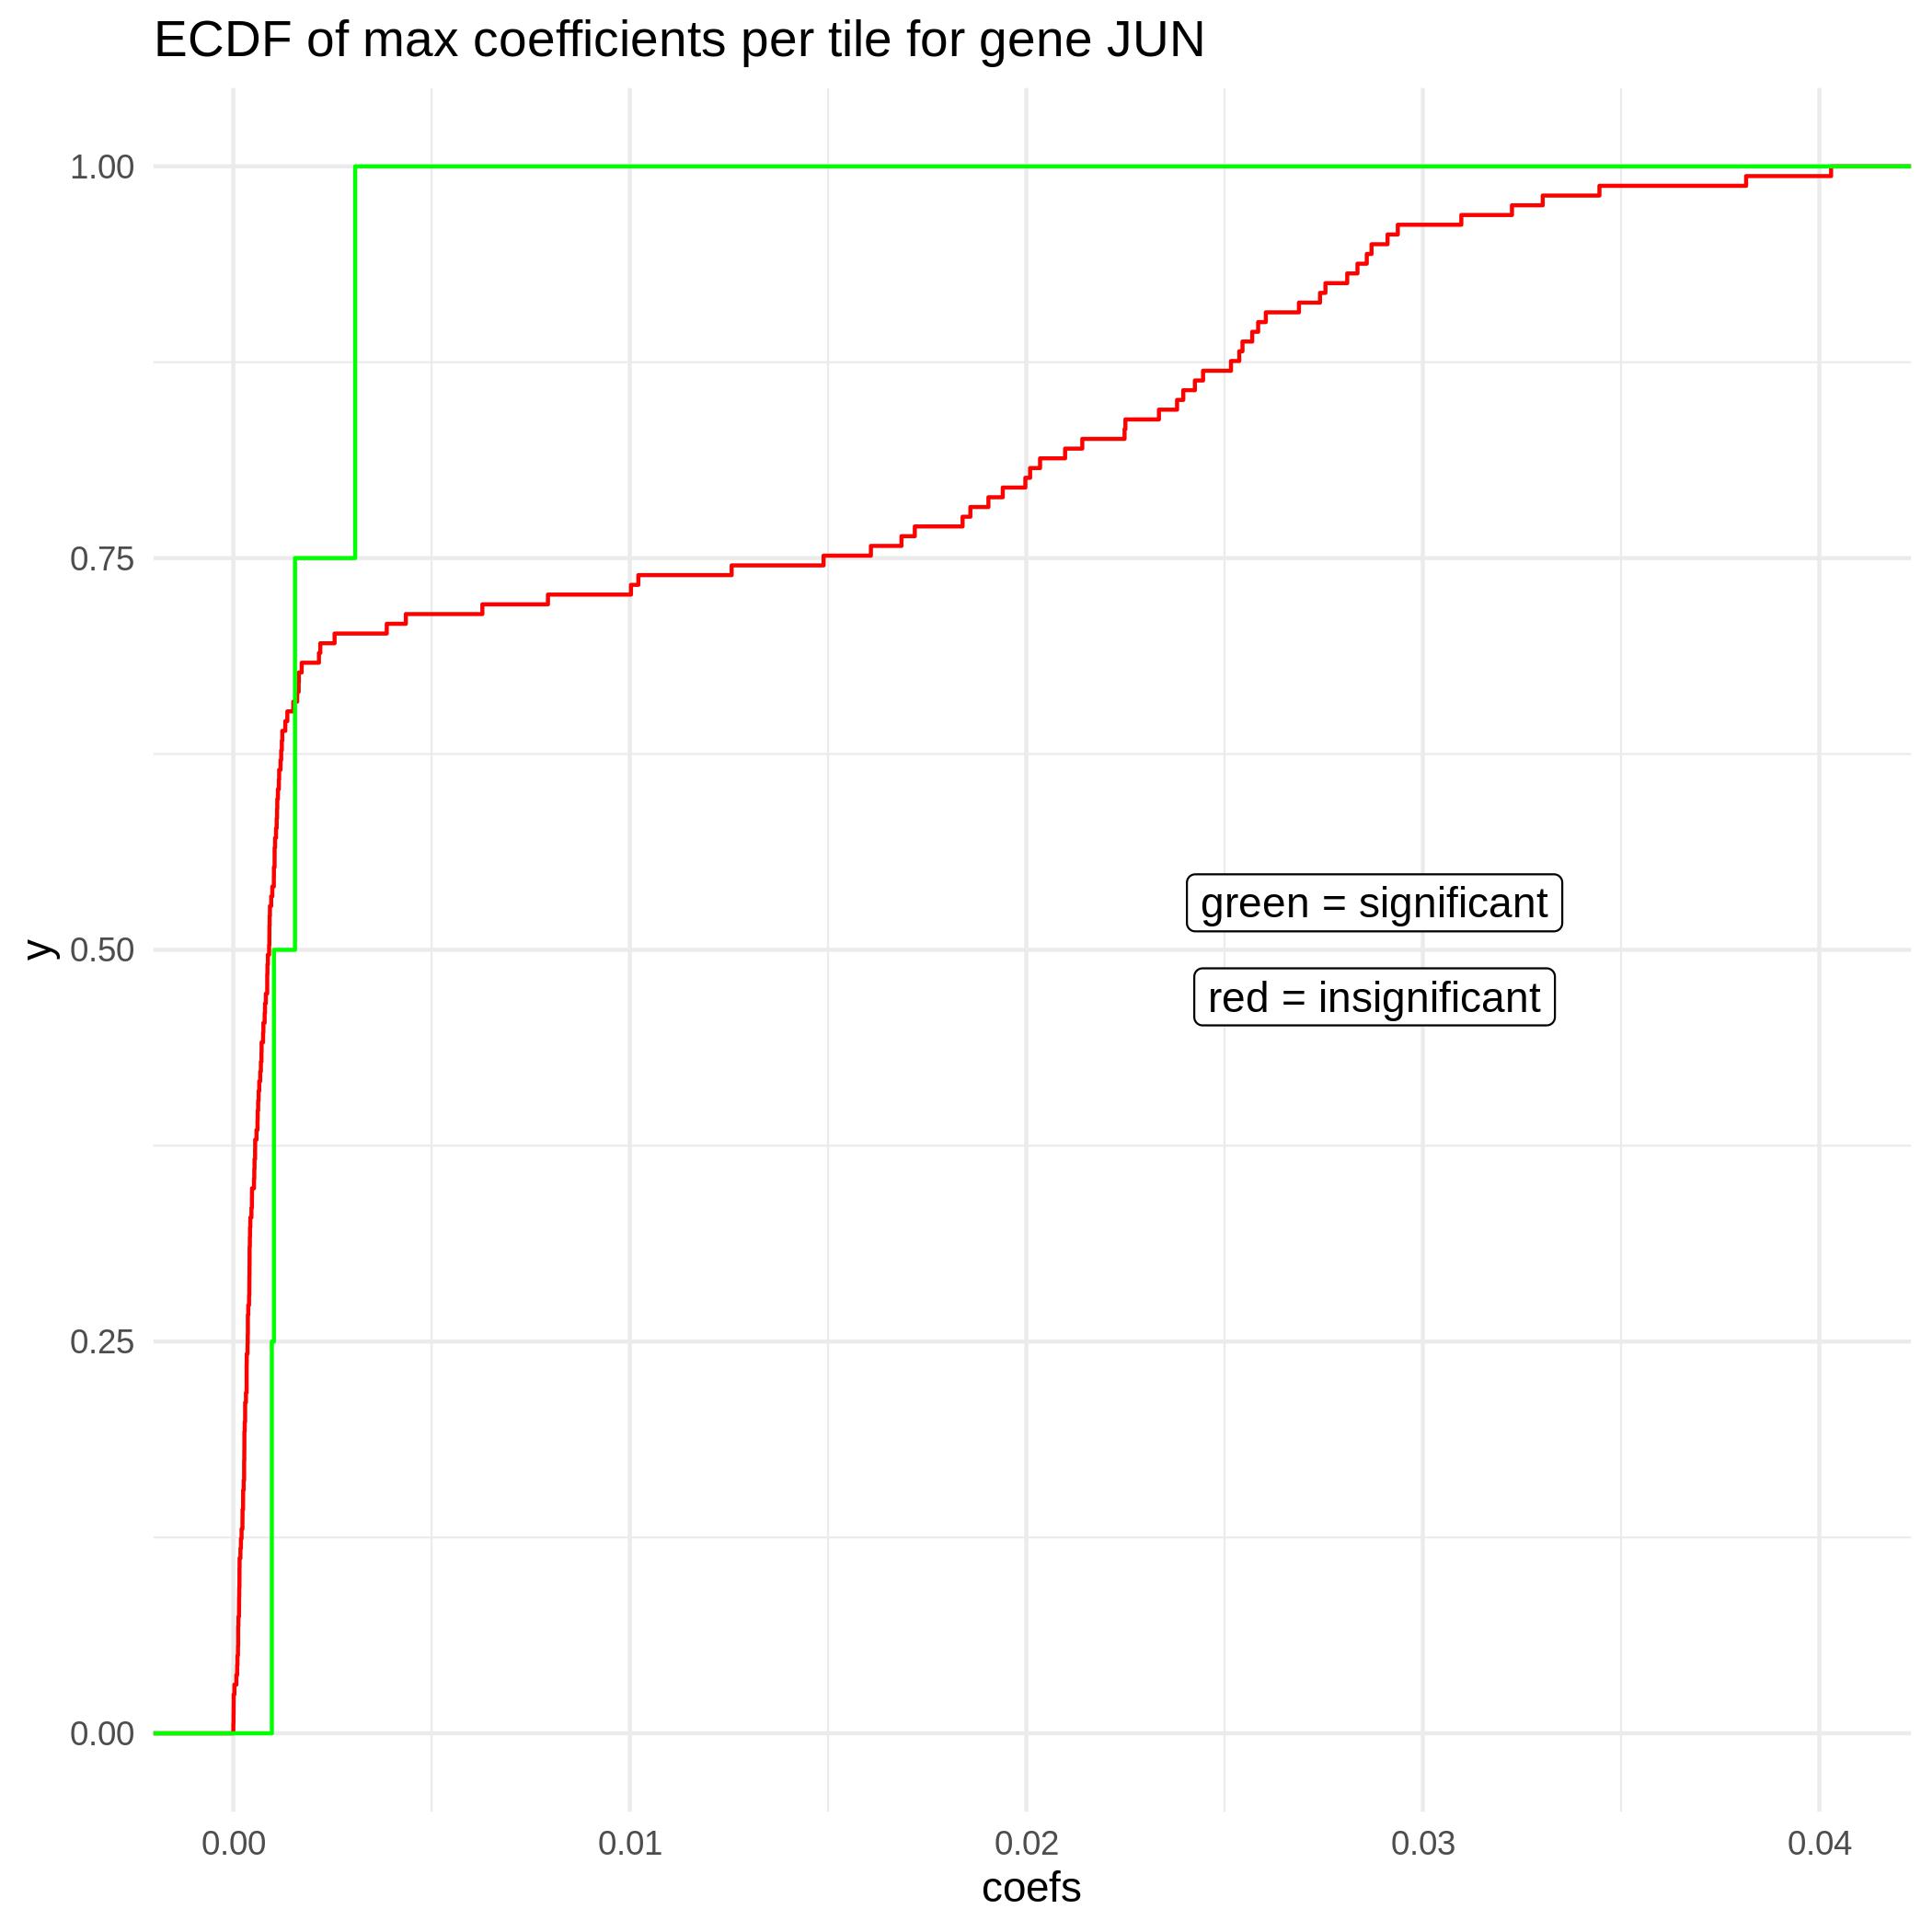 ECDF of max coefficients per tile for gene JUN
1.00
0.75
0.50
0.25
0.00
y
green = significant
red = insignificant
0.00 0.01 0.02 0.03 0.04
coefs